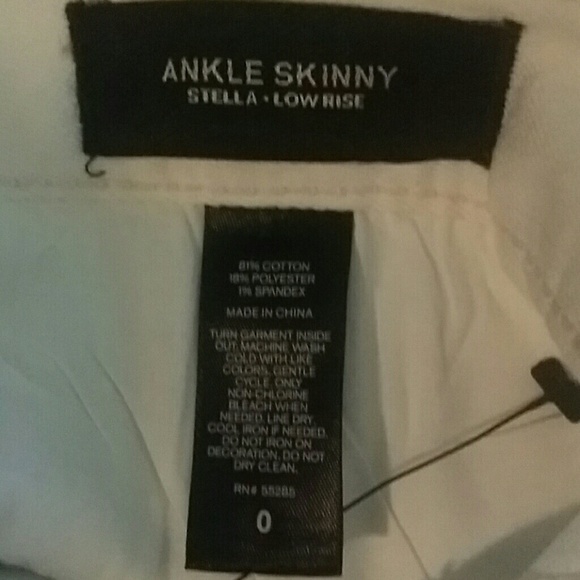 ANKLE SKINNY
STELLA • LOW RISE
81% COTTON
18% POLYESTER
1% SPANDEX
MADE IN CHINA
TURN GARMENT INSIDE
OUT. MACHINE WASH
COLD WITH LIKE
COLORS. GENTLE
CYCLE. ONLY
NON-CHLORINE
BLEACH WHEN
NEEDED. LINE DRY.
COOL IRON IF NEEDED.
DO NOT IRON ON
DECORATION. DO NOT
DRY CLEAN.
RN# 55285
0